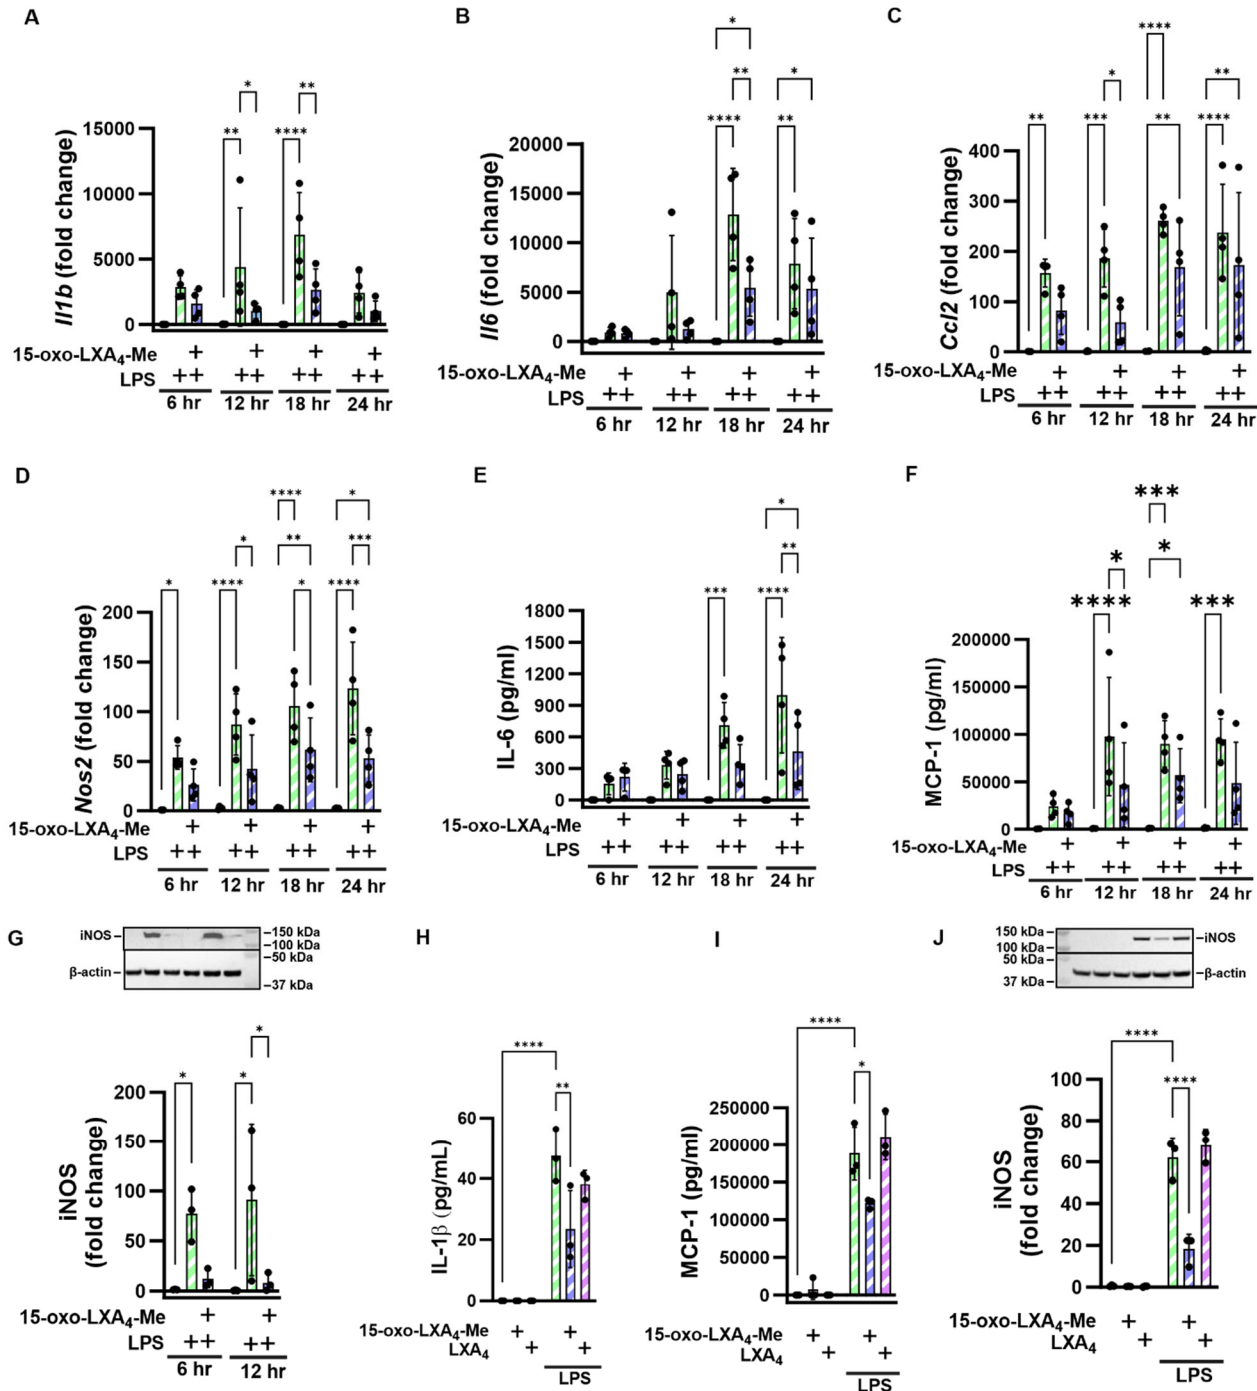 A
* **
** ****
Il1b (fold change)
15000
10000
5000
0
15-oxo-LXA4-Me + + + +
LPS ++ ++ ++ ++
6 hr 12 hr 18 hr 24 hr
B
*
** *
**** **
Il6 (fold change)
20000
15000
10000
5000
0
15-oxo-LXA4-Me + + + +
LPS ++ ++ ++ ++
6 hr 12 hr 18 hr 24 hr
C
****
* **
** *** ** ****
Ccl2 (fold change)
400
300
200
100
0
15-oxo-LXA4-Me + + + +
LPS ++ ++ ++ ++
6 hr 12 hr 18 hr 24 hr
D
**** *
* ** ***
* **** * ****
Nos2 (fold change)
200
150
100
50
0
15-oxo-LXA4-Me + + + +
LPS ++ ++ ++ ++
6 hr 12 hr 18 hr 24 hr
E
*
**
*** ****
IL-6 (pg/ml)
1800
1500
1200
900
600
300
0
15-oxo-LXA4-Me + + + +
LPS ++ ++ ++ ++
6 hr 12 hr 18 hr 24 hr
F
***
* *
**** ***
MCP-1 (pg/ml)
200000
150000
100000
50000
0
15-oxo-LXA4-Me + + + +
LPS ++ ++ ++ ++
6 hr 12 hr 18 hr 24 hr
G
iNOS –150 kDa
–100 kDa
–50 kDa
β-actin
–37 kDa
*
* *
iNOS
(fold change)
200
150
100
50
0
15-oxo-LXA4-Me + +
LPS ++ ++
6 hr 12 hr
H
****
**
IL-1β (pg/mL)
60
40
20
0
15-oxo-LXA4-Me + +
LXA4 + +
LPS
I
****
*
MCP-1 (pg/ml)
250000
200000
150000
100000
50000
0
15-oxo-LXA4-Me + +
LXA4 + +
LPS
J
150 kDa –iNOS
100 kDa
50 kDa
–β-actin
37 kDa
****
****
iNOS
(fold change)
100
80
60
40
20
0
15-oxo-LXA4-Me + +
LXA4 + +
LPS